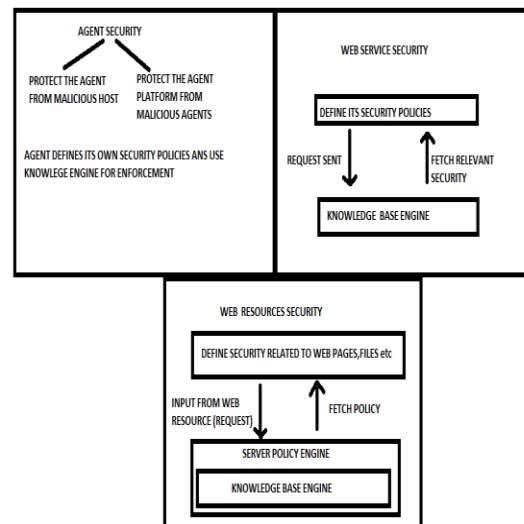 AGENT SECURITY
PROTECT THE AGENT
FROM MALICIOUS HOST
PROTECT THE AGENT
PLATFORM FROM
MALICIOUS AGENTS
AGENT DEFINES ITS OWN SECURITY POLICIES ANS USE
KNOWLEGE ENGINE FOR ENFORCEMENT
WEB SERVICE SECURITY
DEFINE ITS SECURITY POLICIES
REQUEST SENT
FETCH RELEVANT
SECURITY
KNOWLEDGE BASE ENGINE
WEB RESOURCES SECURITY
DEFINE SECURITY RELATED TO WEB PAGES,FILES etc
INPUT FROM WEB
RESOURCE (REQUEST)
FETCH POLICY
SERVER POLICY ENGINE
KNOWLEDGE BASE ENGINE